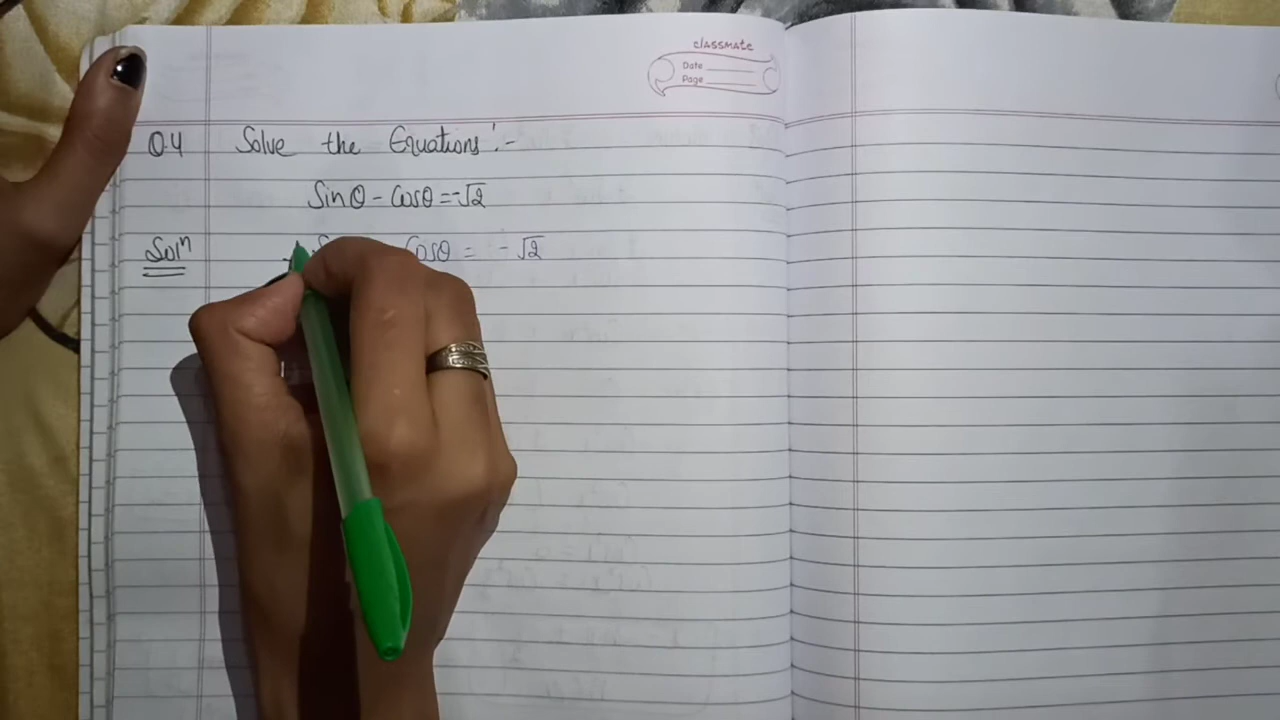 classmate
Date
Page
Q.4 Solve the Equations :-
Sinθ - Cosθ = -√2
Solⁿ Cosθ = -√2